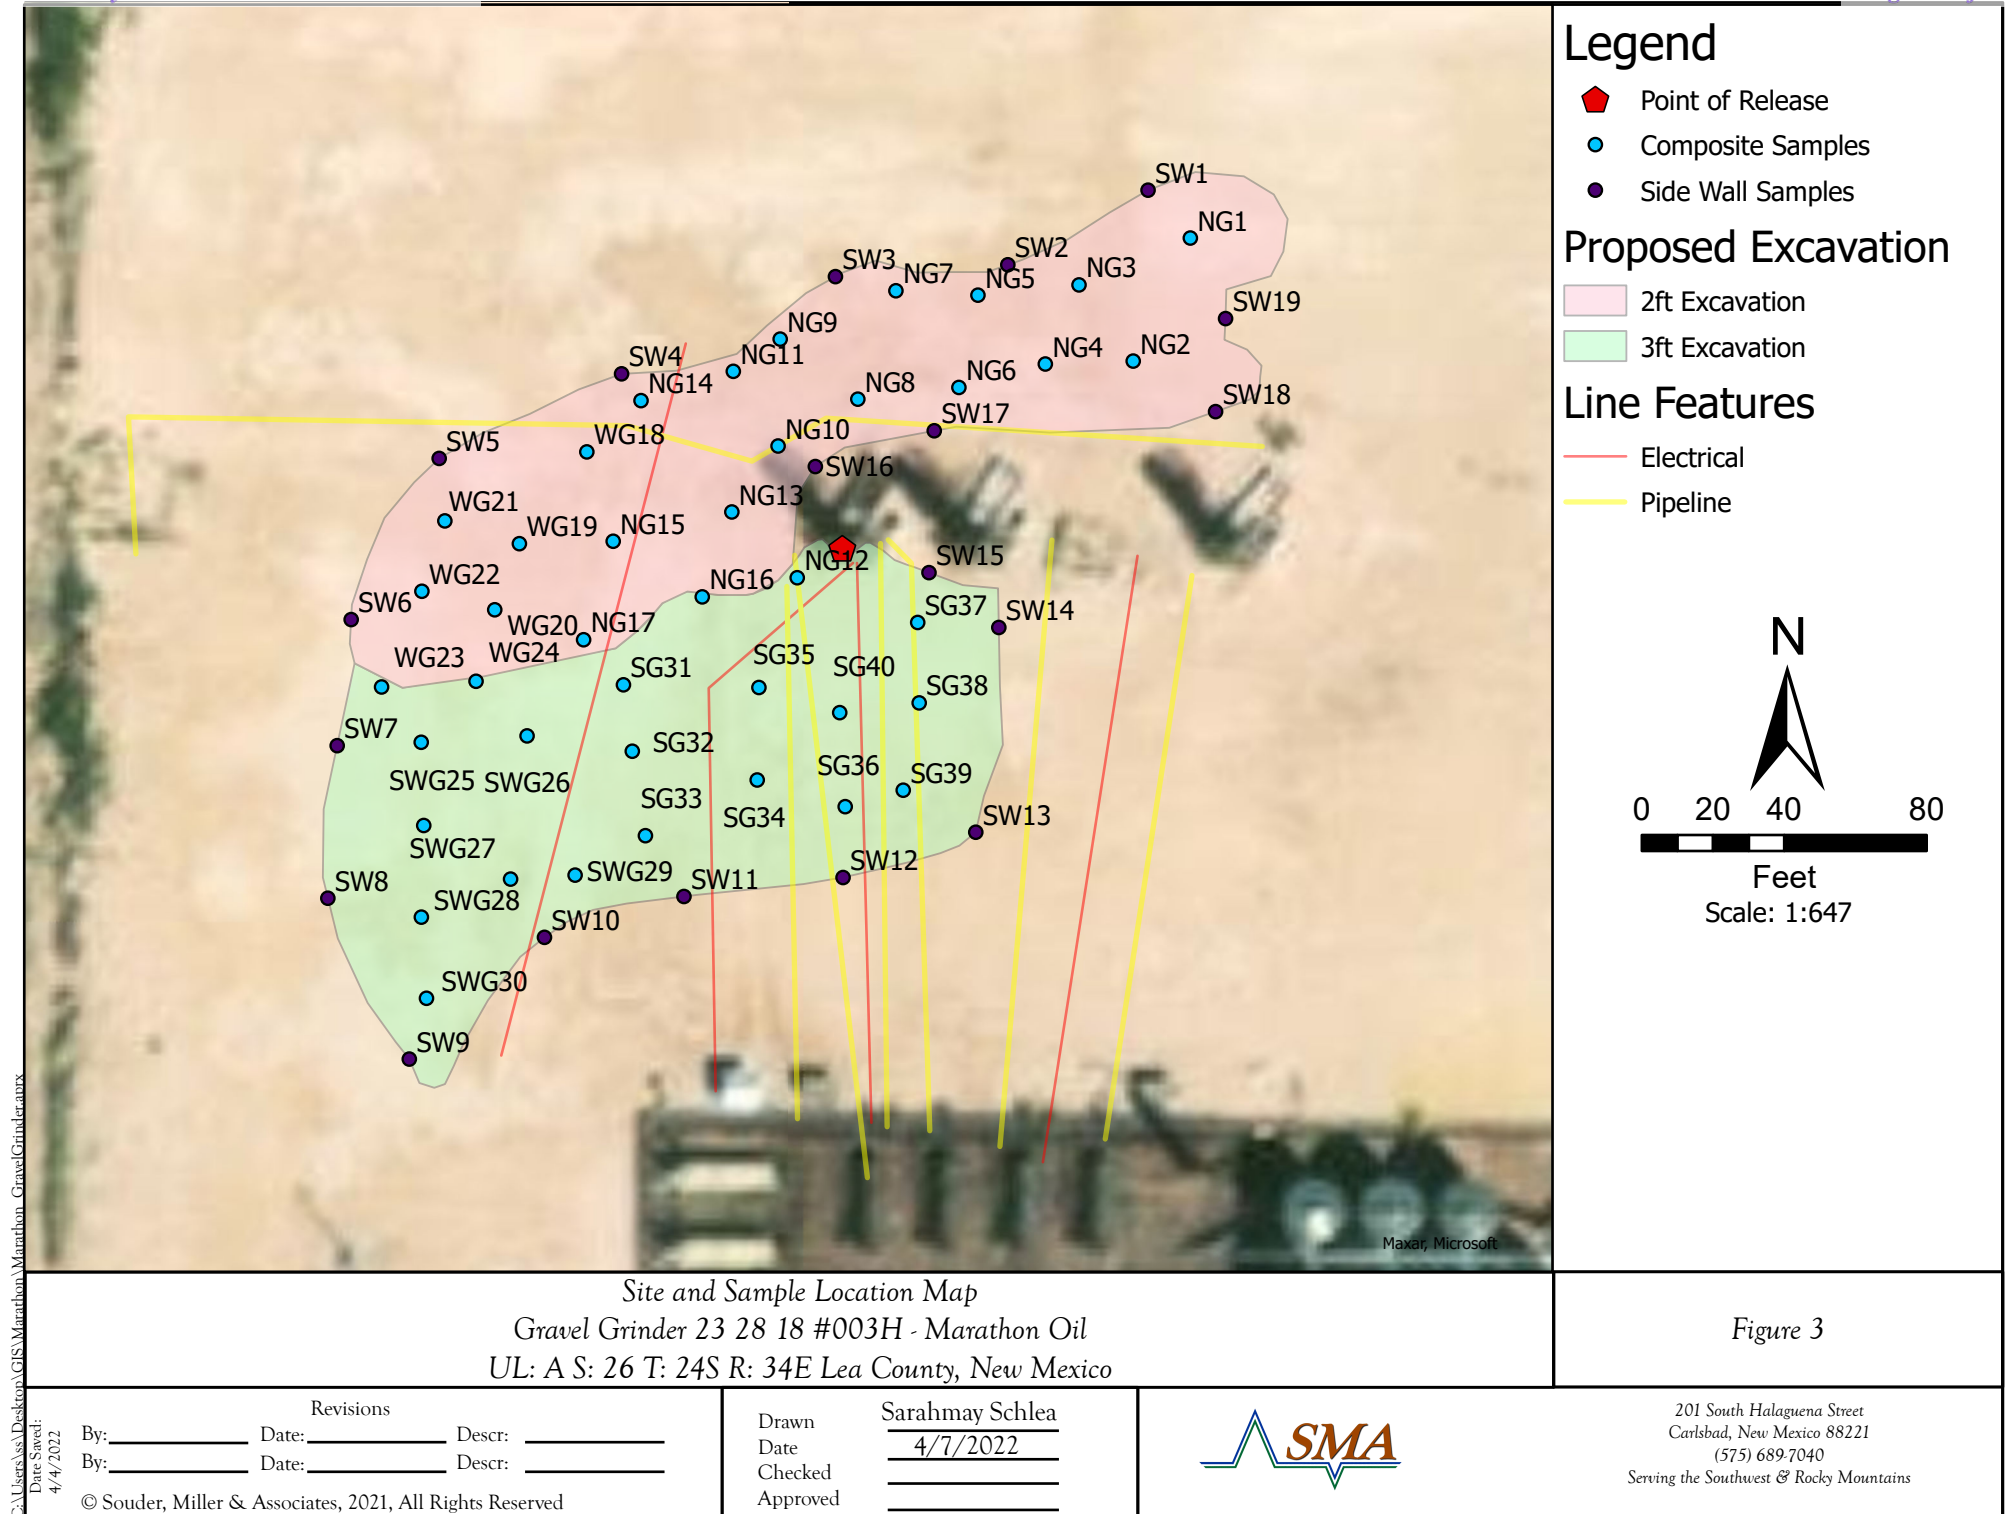 Legend
Point of Release
Composite Samples
Side Wall Samples
Proposed Excavation
2ft Excavation
3ft Excavation
Line Features
Electrical
Pipeline
N
0 20 40 80
Feet
Scale: 1:647
SW1
NG1
SW2
SW3
NG3
NG7
NG5
SW19
NG9
NG4
NG2
NG11
SW4
NG14
NG8
NG6
SW18
SW17
WG18
NG10
SW5
SW16
WG21
NG13
WG19
NG15
SW15
NG12
WG22
NG16
SW6
SG37
SW14
WG20
NG17
WG23
WG24
SG35
SG31
SG40
SG38
SW7
SG32
SWG25
SWG26
SG36
SG39
SG33
SG34
SW13
SWG27
SW12
SWG29
SW11
SW8
SWG28
SW10
SWG30
SW9
Maxar, Microsoft
C:\Users\ss\Desktop\GIS\Marathon\Marathon_GravelGrinder.aprx
Date Saved:
4/4/2022
Site and Sample Location Map
Gravel Grinder 23 28 18 #003H - Marathon Oil
UL: A S: 26 T: 24S R: 34E Lea County, New Mexico
Figure 3
Revisions
By: Date: Descr:
By: Date: Descr:
© Souder, Miller & Associates, 2021, All Rights Reserved
Drawn Sarahmay Schlea
Date 4/7/2022
Checked
Approved
SMA
201 South Halaguena Street
Carlsbad, New Mexico 88221
(575) 689-7040
Serving the Southwest & Rocky Mountains